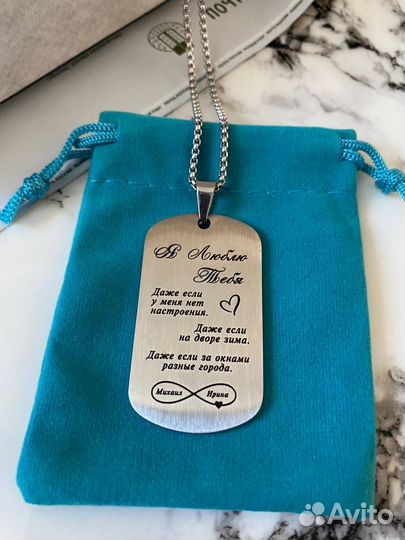 ПОЧТ
Я Люблю
Тебя
Даже если
у меня нет
настроения.
Даже если
на дворе зима.
Даже если за окнами
разные города.
Михаил Ирина
Avito